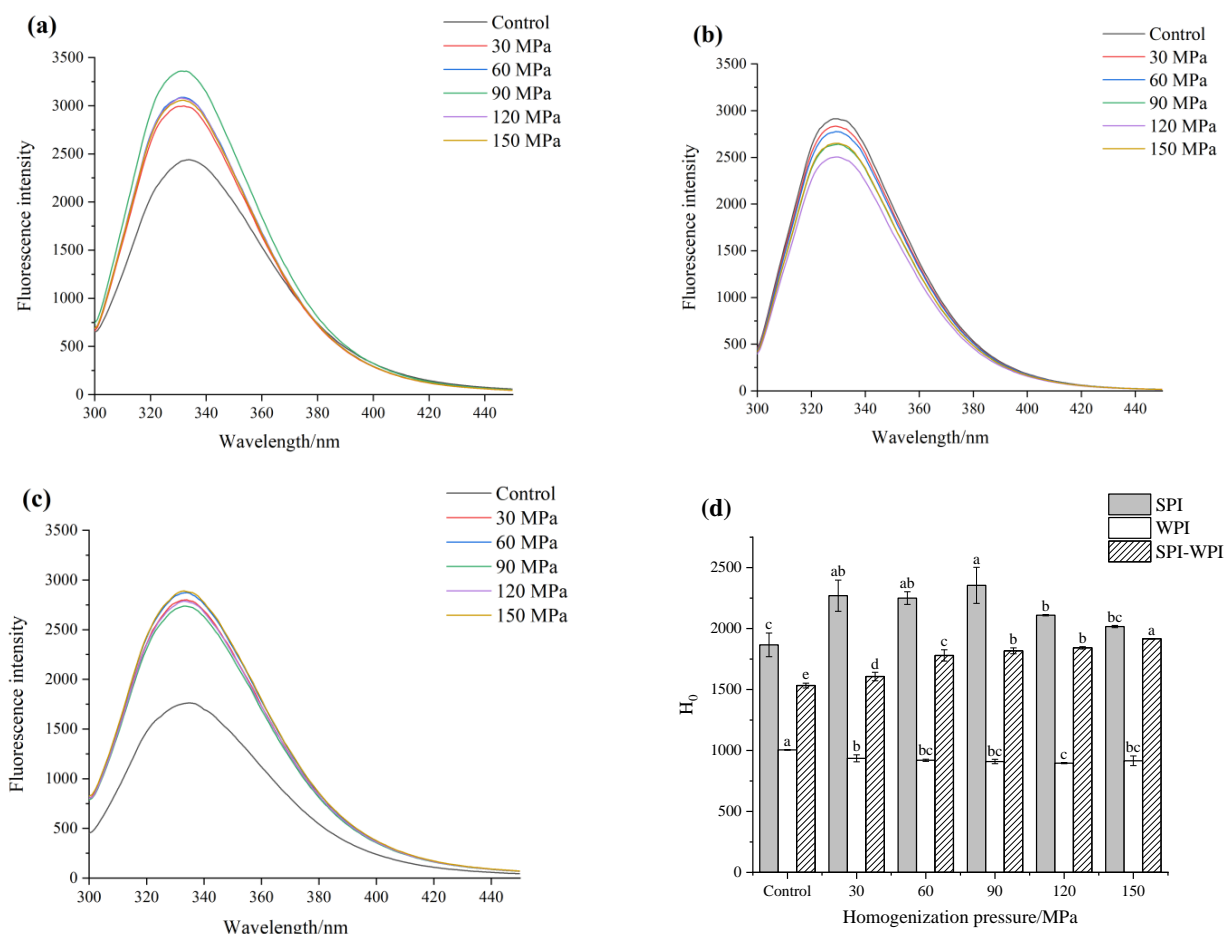 (a)
Control
30 MPa
60 MPa
90 MPa
120 MPa
150 MPa
3500
3000
2500
2000
1500
1000
500
0
Fluorescence intensity
300 320 340 360 380 400 420 440
Wavelength/nm
(b)
Control
30 MPa
60 MPa
90 MPa
120 MPa
150 MPa
3500
3000
2500
2000
1500
1000
500
0
Fluorescence intensity
300 320 340 360 380 400 420 440
Wavelength/nm
(c)
Control
30 MPa
60 MPa
90 MPa
120 MPa
150 MPa
3500
3000
2500
2000
1500
1000
500
0
Fluorescence intensity
300 320 340 360 380 400 420 440
Wavelength/nm
(d)
SPI
WPI
SPI-WPI
2500
2000
1500
1000
500
0
H0
c a e ab b d ab bc c a bc b b c b bc bc a
Control 30 60 90 120 150
Homogenization pressure/MPa